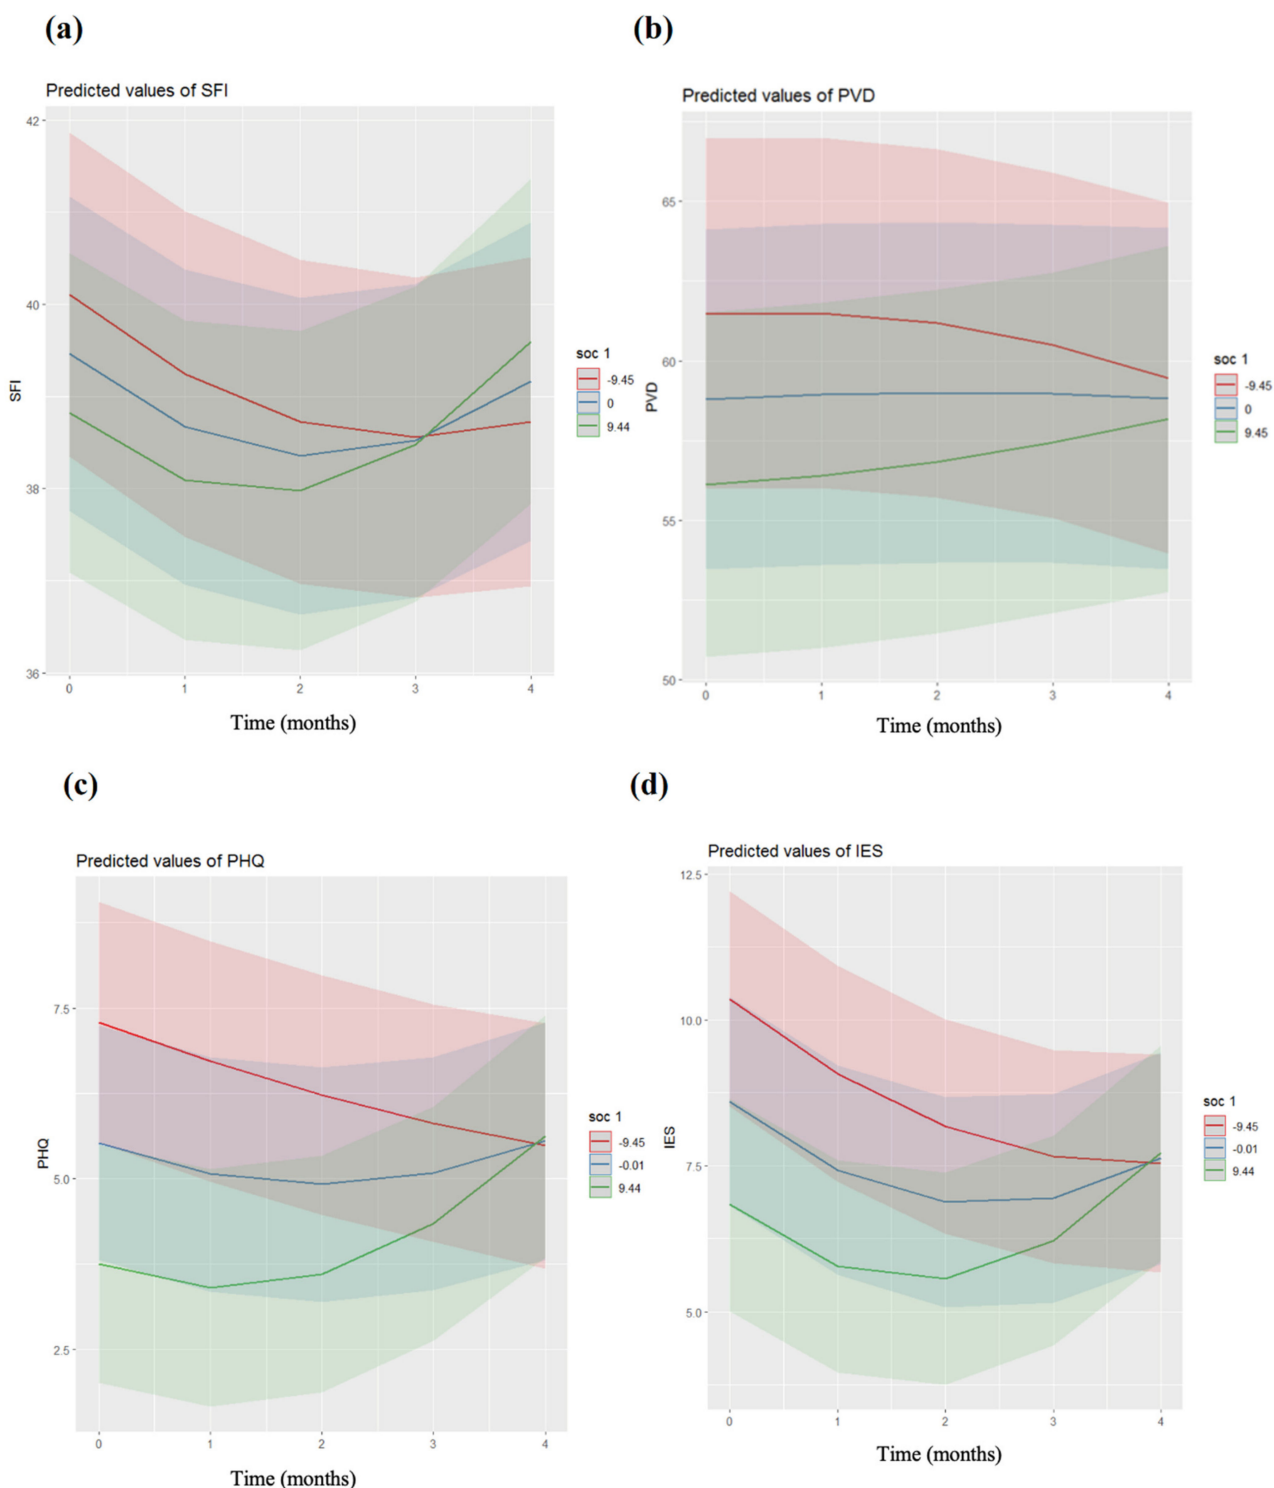 (a)
Predicted values of SFI
42
40
38
36
SFI
0 1 2 3 4
Time (months)
soc 1
-9.45
0
9.44
(b)
Predicted values of PVD
65
60
55
50
PVD
0 1 2 3 4
Time (months)
soc 1
-9.45
0
9.45
(c)
Predicted values of PHQ
7.5
5.0
2.5
PHQ
0 1 2 3 4
Time (months)
soc 1
-9.45
-0.01
9.44
(d)
Predicted values of IES
12.5
10.0
7.5
5.0
IES
0 1 2 3 4
Time (months)
soc 1
-9.45
-0.01
9.44